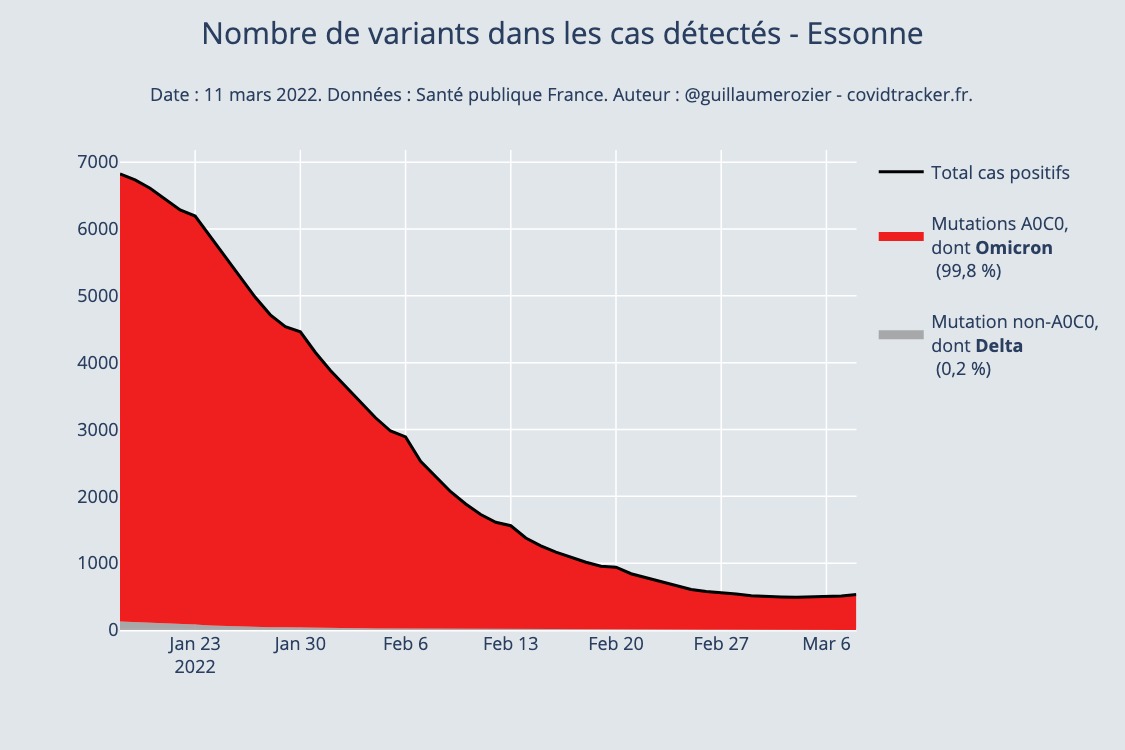 Nombre de variants dans les cas détectés - Essonne
Date : 11 mars 2022. Données : Santé publique France. Auteur : @guillaumerozier - covidtracker.fr.
7000
6000
5000
4000
3000
2000
1000
0
Jan 23
2022
Jan 30
Feb 6
Feb 13
Feb 20
Feb 27
Mar 6
Total cas positifs
Mutations A0C0,
dont Omicron
(99,8 %)
Mutation non-A0C0,
dont Delta
(0,2 %)